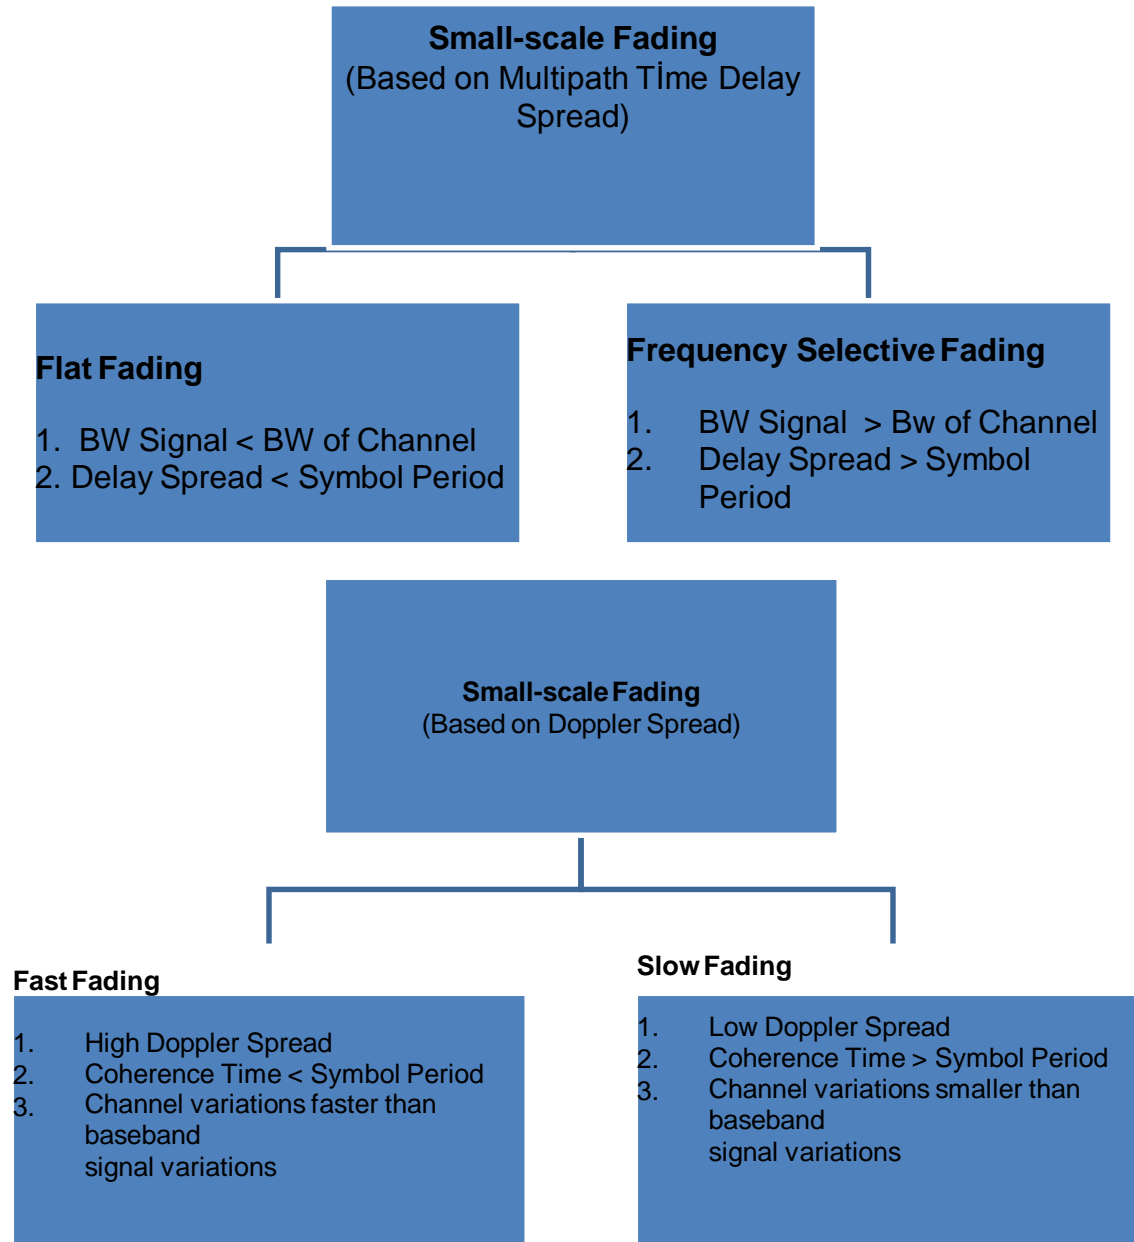 Small-scale Fading
(Based on Multipath Tİme Delay
Spread)
Flat Fading
1. BW Signal < BW of Channel
2. Delay Spread < Symbol Period
Frequency Selective Fading
1. BW Signal > Bw of Channel
2. Delay Spread > Symbol
Period
Small-scale Fading
(Based on Doppler Spread)
Fast Fading
1. High Doppler Spread
2. Coherence Time < Symbol Period
3. Channel variations faster than
baseband
signal variations
Slow Fading
1. Low Doppler Spread
2. Coherence Time > Symbol Period
3. Channel variations smaller than
baseband
signal variations